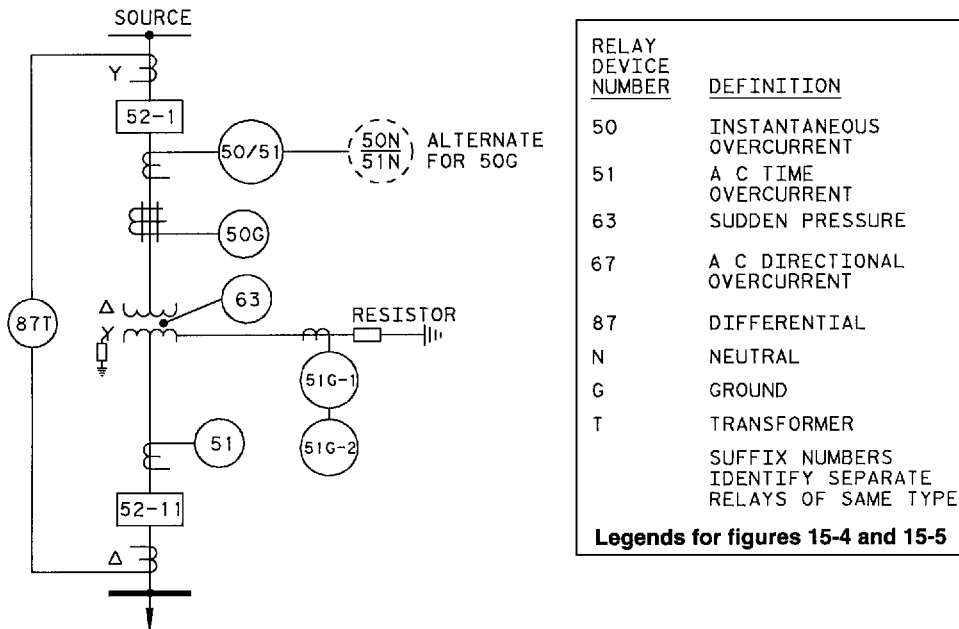 SOURCE
Y
52-1
50/51
50N
51N
ALTERNATE
FOR 50G
50G
63
Δ
Y
87T
RESISTOR
51G-1
51G-2
51
52-11
Δ
RELAY
DEVICE
NUMBER DEFINITION
50 INSTANTANEOUS
OVERCURRENT
51 A C TIME
OVERCURRENT
63 SUDDEN PRESSURE
67 A C DIRECTIONAL
OVERCURRENT
87 DIFFERENTIAL
N NEUTRAL
G GROUND
T TRANSFORMER
SUFFIX NUMBERS
IDENTIFY SEPARATE
RELAYS OF SAME TYPE
Legends for figures 15-4 and 15-5